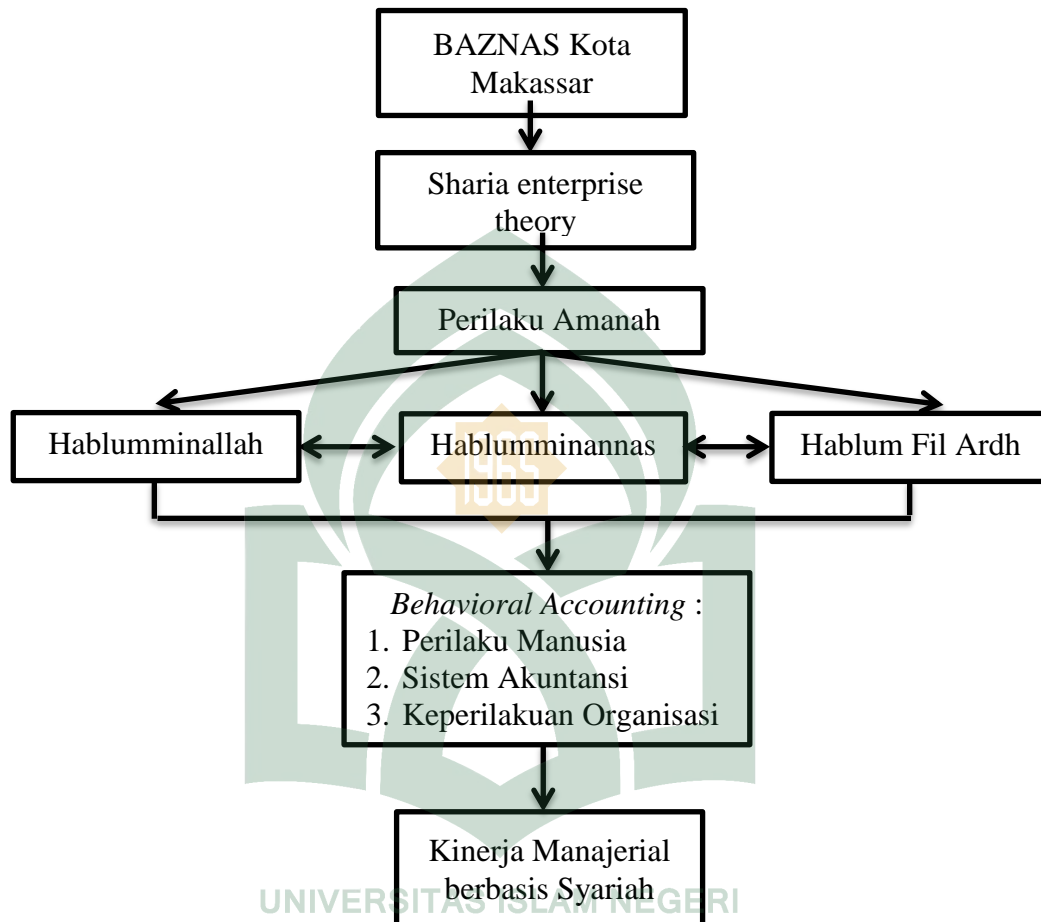 BAZNAS Kota
Makassar
Sharia enterprise
theory
Perilaku Amanah
Hablumminallah
Hablumminannas
Hablum Fil Ardh
1965
Behavioral Accounting :
1. Perilaku Manusia
2. Sistem Akuntansi
3. Keperilakuan Organisasi
Kinerja Manajerial
berbasis Syariah
UNIVERSITAS ISLAM NEGERI